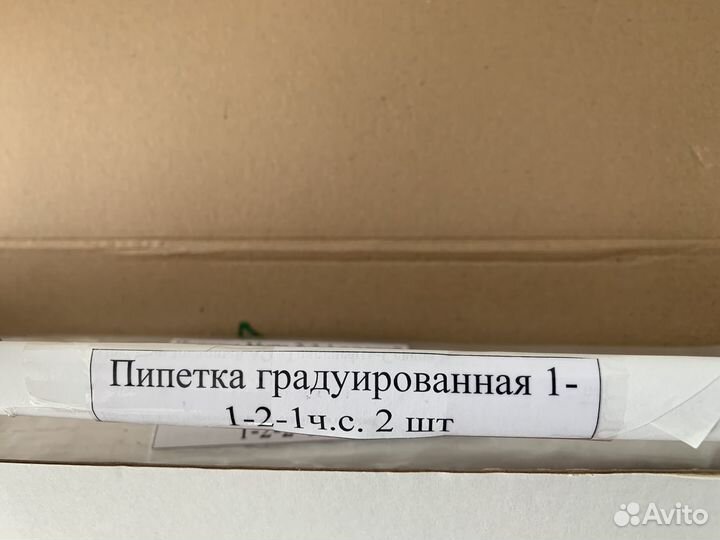 Пипетка градуированная 1-
1-2-1ч.с. 2 шт
Avito